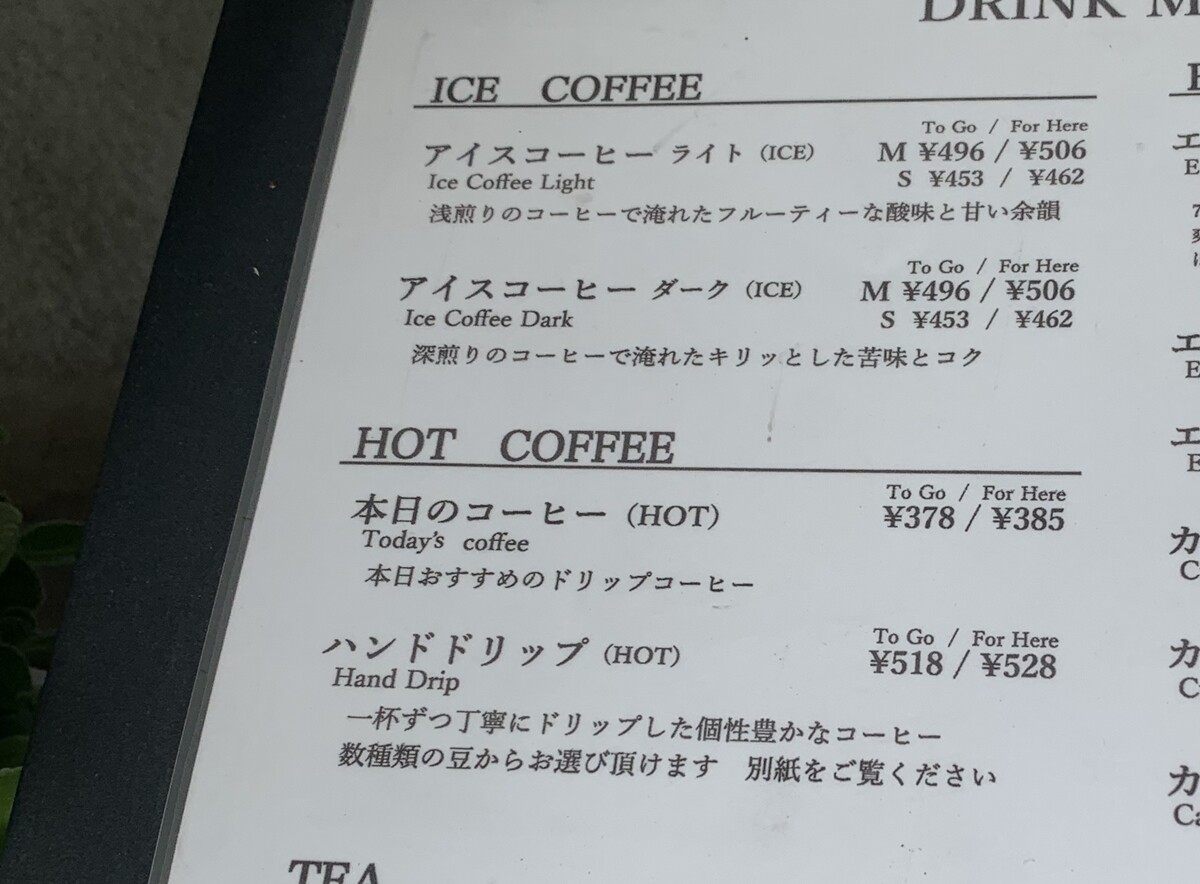 DRINK M
ICE COFFEE
To Go / For Here
アイスコーヒー ライト (ICE) M ¥496 / ¥506
Ice Coffee Light S ¥453 / ¥462
浅煎りのコーヒーで淹れたフルーティーな酸味と甘い余韻
To Go / For Here
アイスコーヒー ダーク (ICE) M ¥496 / ¥506
Ice Coffee Dark S ¥453 / ¥462
深煎りのコーヒーで淹れたキリッとした苦味とコク
HOT COFFEE
To Go / For Here
本日のコーヒー (HOT) ¥378 / ¥385
Today's coffee
本日おすすめのドリップコーヒー
To Go / For Here
ハンドドリップ (HOT) ¥518 / ¥528
Hand Drip
一杯ずつ丁寧にドリップした個性豊かなコーヒー
数種類の豆からお選び頂けます 別紙をご覧ください
TEA
エ
E
エ
E
エ
E
カ
C
カ
C
カ
Ca